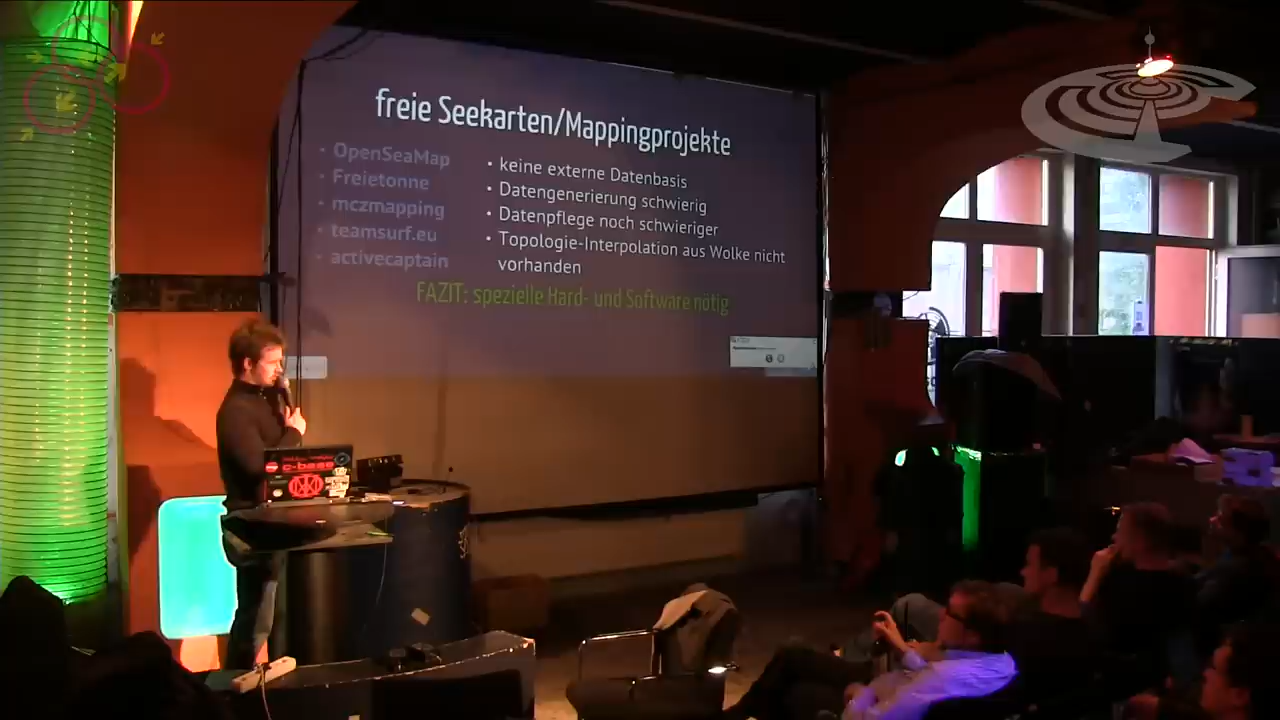 freie Seekarten/Mappingprojekte
• OpenSeaMap
• Freietonne
• mczmapping
• teamsurf.eu
• activecaptain
• keine externe Datenbasis
• Datengenerierung schwierig
• Datenpflege noch schwieriger
• Topologie-Interpolation aus Wolke nicht
vorhanden
FAZIT: spezielle Hard- und Software nötig
c-base